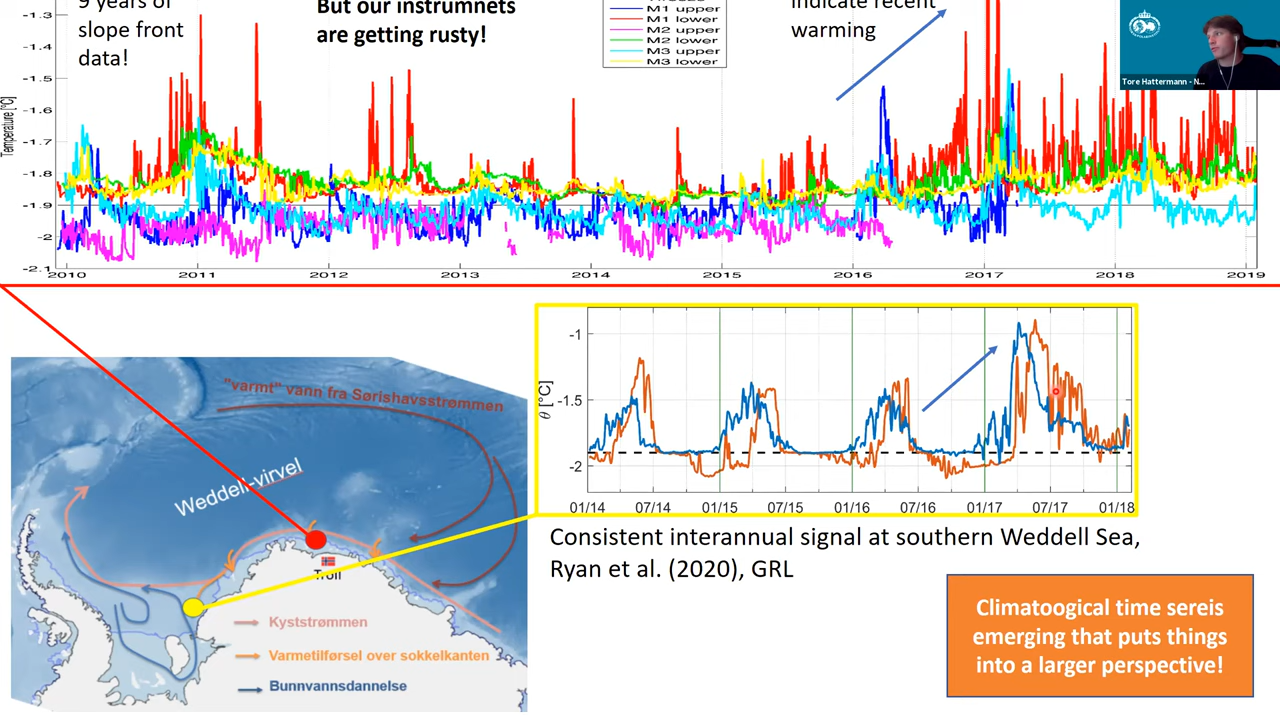 9 years of
slope front
data!
But our instrumnets
are getting rusty!
M1 upper
M1 lower
M2 upper
M2 lower
M3 upper
M3 lower
indicate recent
warming
Tore Hattermann - N...
Temperature [°C]
-1.3
-1.4
-1.5
-1.6
-1.7
-1.8
-1.9
-2
-2.1
2010 2011 2012 2013 2014 2015 2016 2017 2018 2019
"varmt" vann fra Sørishavsstrømmen
Weddell-virvel
Troll
Kyststrømmen
Varmetilførsel over sokkelkanten
Bunnvannsdannelse
θ [°C]
-1
-1.5
-2
01/14 07/14 01/15 07/15 01/16 07/16 01/17 07/17 01/18
Consistent interannual signal at southern Weddell Sea,
Ryan et al. (2020), GRL
Climatoogical time sereis
emerging that puts things
into a larger perspective!